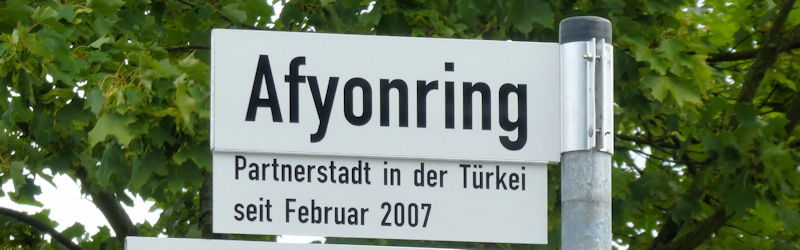 Afyonring
Partnerstadt in der Türkei
seit Februar 2007